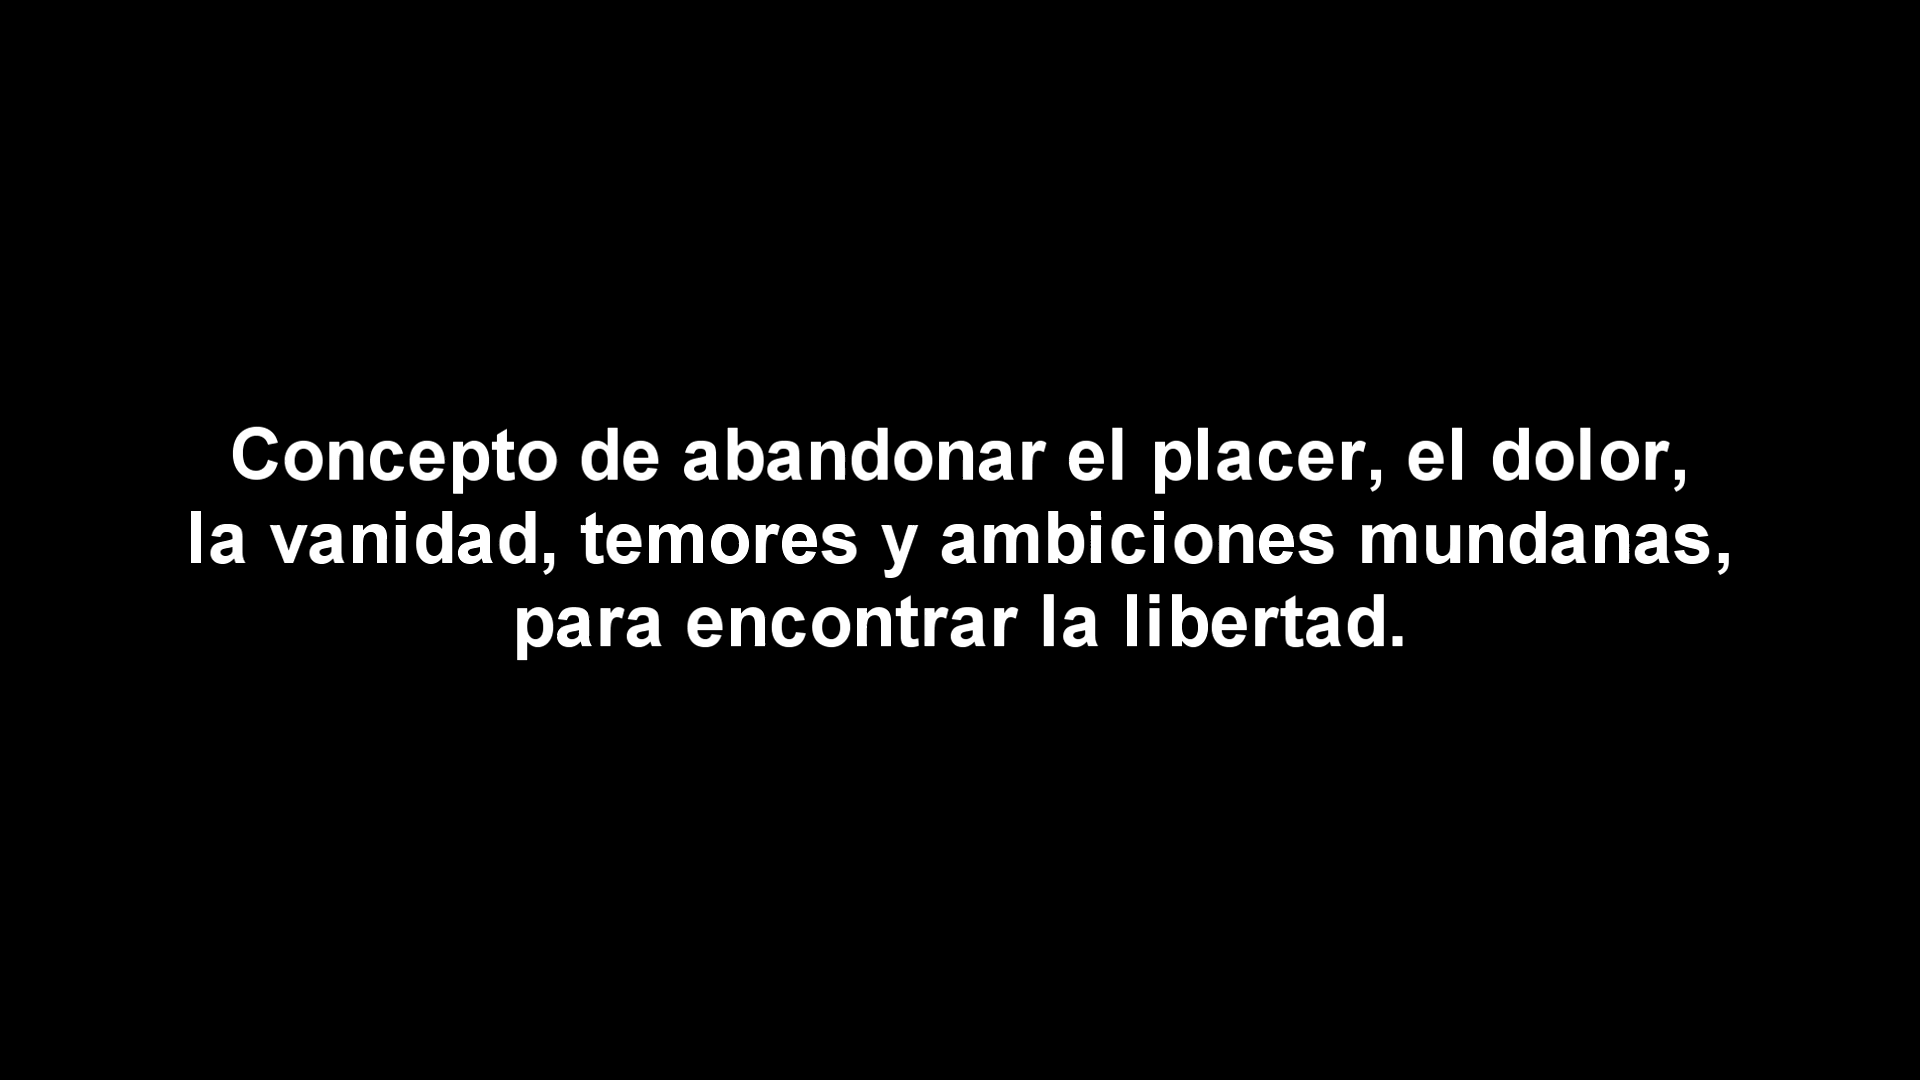 Concepto de abandonar el placer, el dolor,
la vanidad, temores y ambiciones mundanas,
para encontrar la libertad.